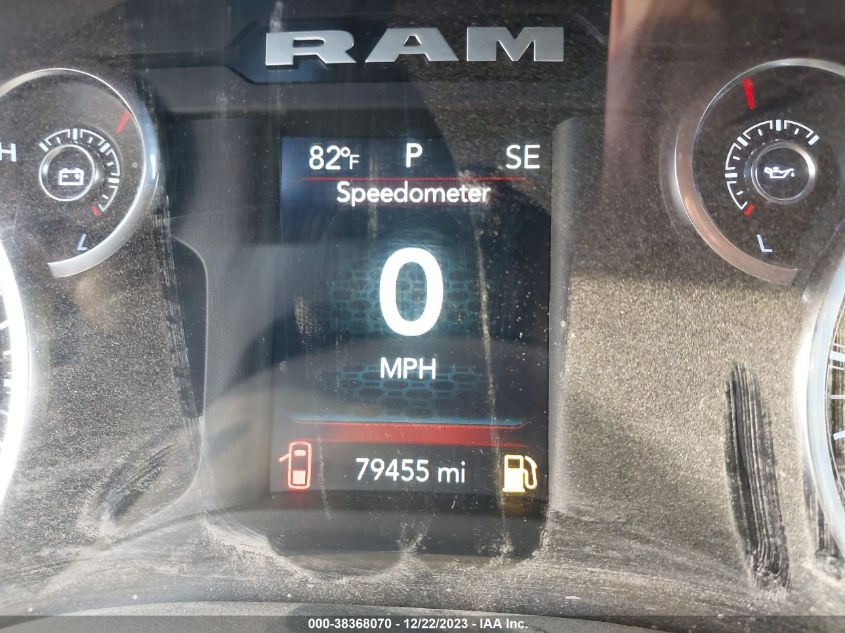 RAM
82°F P SE
Speedometer
H
L
L
0
MPH
79455 mi
000-38368070 - 12/22/2023 - IAA Inc.